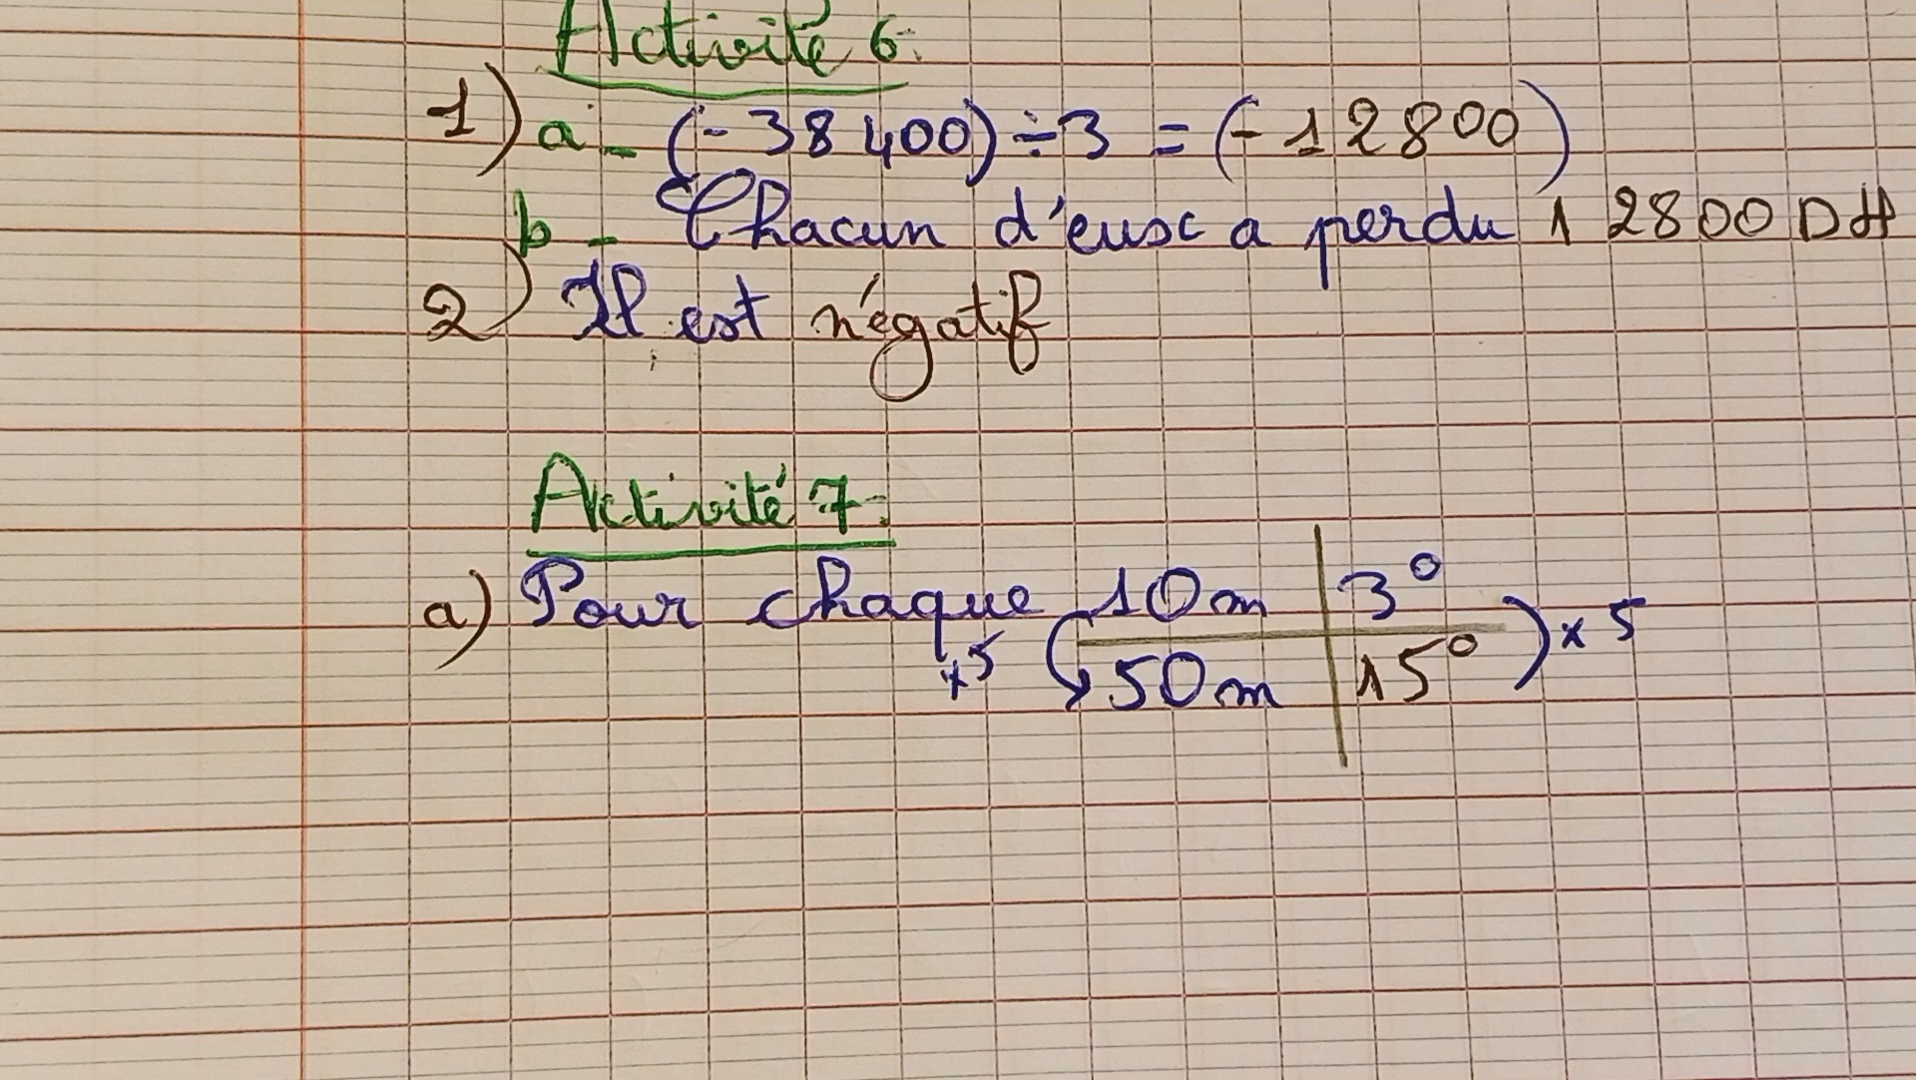 Activité 6:
1) a - (-38 400) ÷ 3 = (-12800)
b - Chacun d'eux a perdu 12800 DH
2) Il est négatif
Activité 7:
a) Pour chaque 10m | 3°
x5 50m | 15° x 5